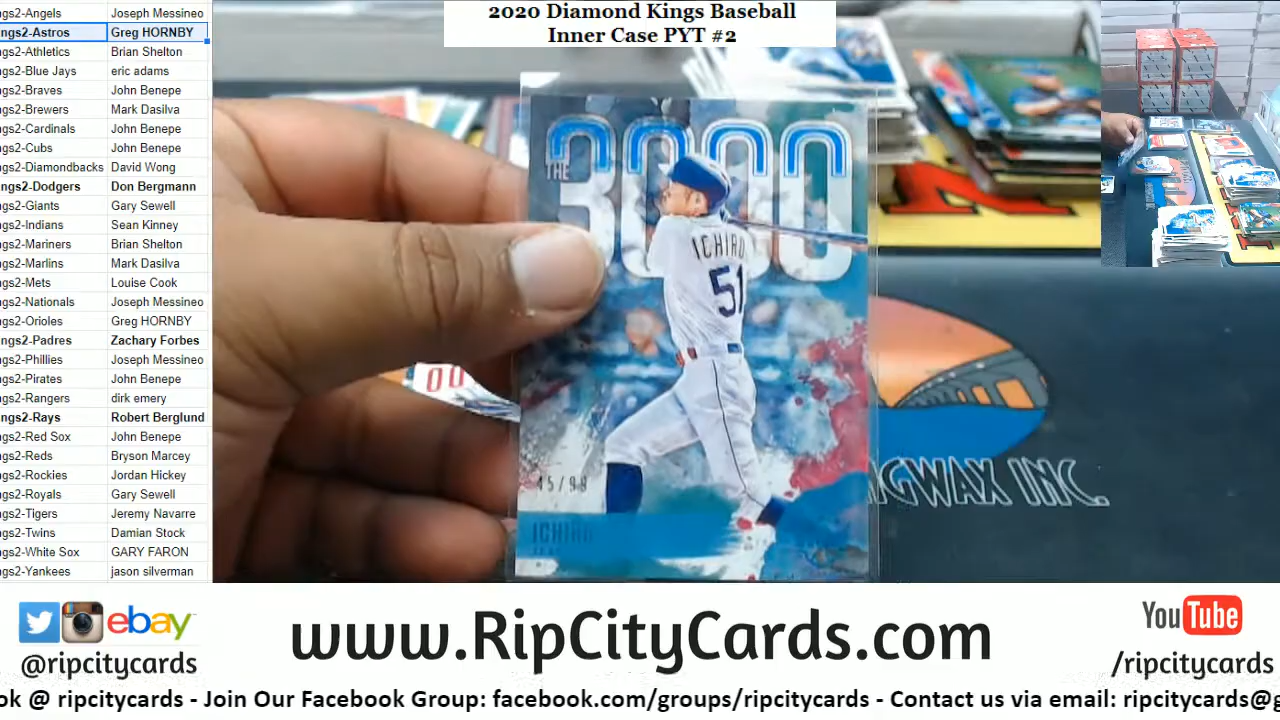 2020 Diamond Kings Baseball
Inner Case PYT #2
ngs2-Angels Joseph Messineo
ngs2-Astros Greg HORNBY
ngs2-Athletics Brian Shelton
ngs2-Blue Jays eric adams
ngs2-Braves John Benepe
ngs2-Brewers Mark Dasilva
ngs2-Cardinals John Benepe
ngs2-Cubs John Benepe
ngs2-Diamondbacks David Wong
ngs2-Dodgers Don Bergmann
ngs2-Giants Gary Sewell
ngs2-Indians Sean Kinney
ngs2-Mariners Brian Shelton
ngs2-Marlins Mark Dasilva
ngs2-Mets Louise Cook
ngs2-Nationals Joseph Messineo
ngs2-Orioles Greg HORNBY
ngs2-Padres Zachary Forbes
ngs2-Phillies Joseph Messineo
ngs2-Pirates John Benepe
ngs2-Rangers dirk emery
ngs2-Rays Robert Berglund
ngs2-Red Sox John Benepe
ngs2-Reds Bryson Marcey
ngs2-Rockies Jordan Hickey
ngs2-Royals Gary Sewell
ngs2-Tigers Jeremy Navarre
ngs2-Twins Damian Stock
ngs2-White Sox GARY FARON
ngs2-Yankees jason silverman
THE 3000
ICHIRO
51
45/99
ICHIRO
00
NGWAX INC.
ebay
@ripcitycards
www.RipCityCards.com
YouTube
/ripcitycards
ok @ ripcitycards - Join Our Facebook Group: facebook.com/groups/ripcitycards - Contact us via email: ripcitycards@g